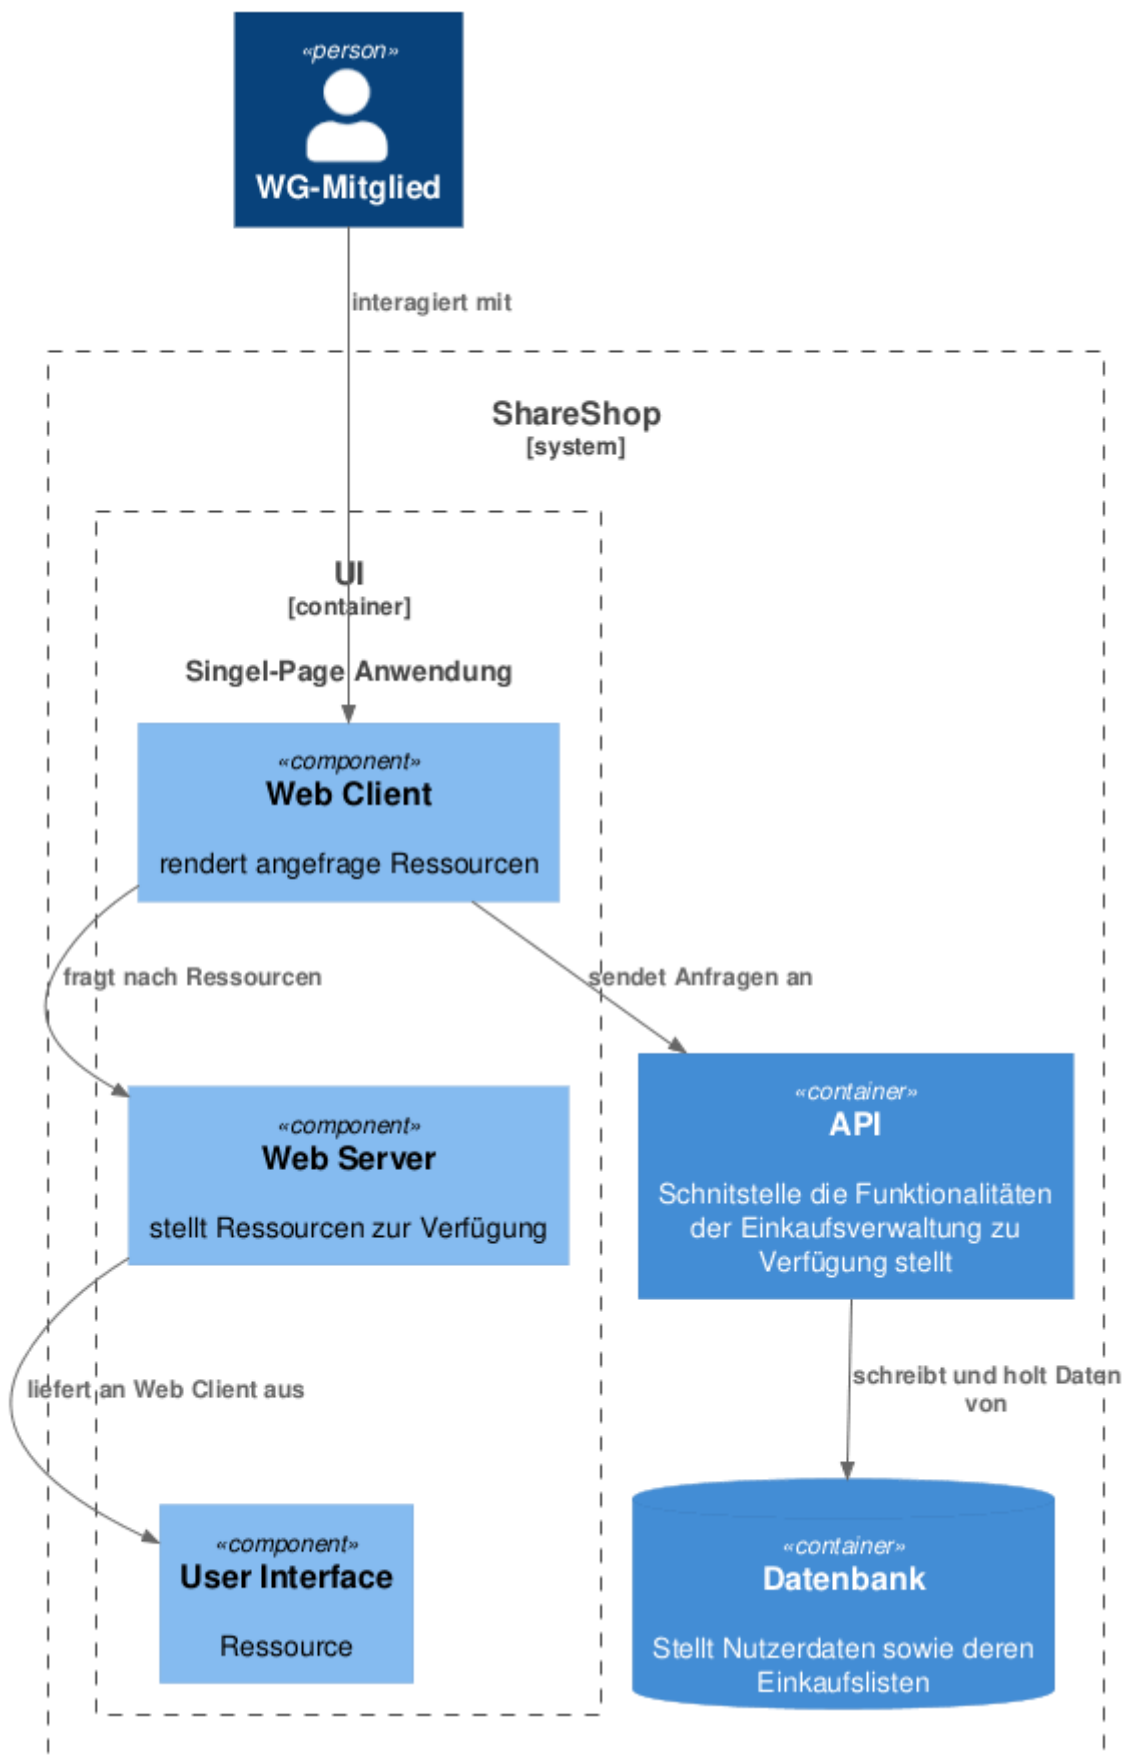 «person»
WG-Mitglied
interagiert mit
ShareShop
[system]
UI
[container]
Singel-Page Anwendung
«component»
Web Client
rendert angefrage Ressourcen
fragt nach Ressourcen
sendet Anfragen an
«component»
Web Server
stellt Ressourcen zur Verfügung
«container»
API
Schnitstelle die Funktionalitäten
der Einkaufsverwaltung zu
Verfügung stellt
liefert an Web Client aus
schreibt und holt Daten
von
«component»
User Interface
Ressource
«container»
Datenbank
Stellt Nutzerdaten sowie deren
Einkaufslisten